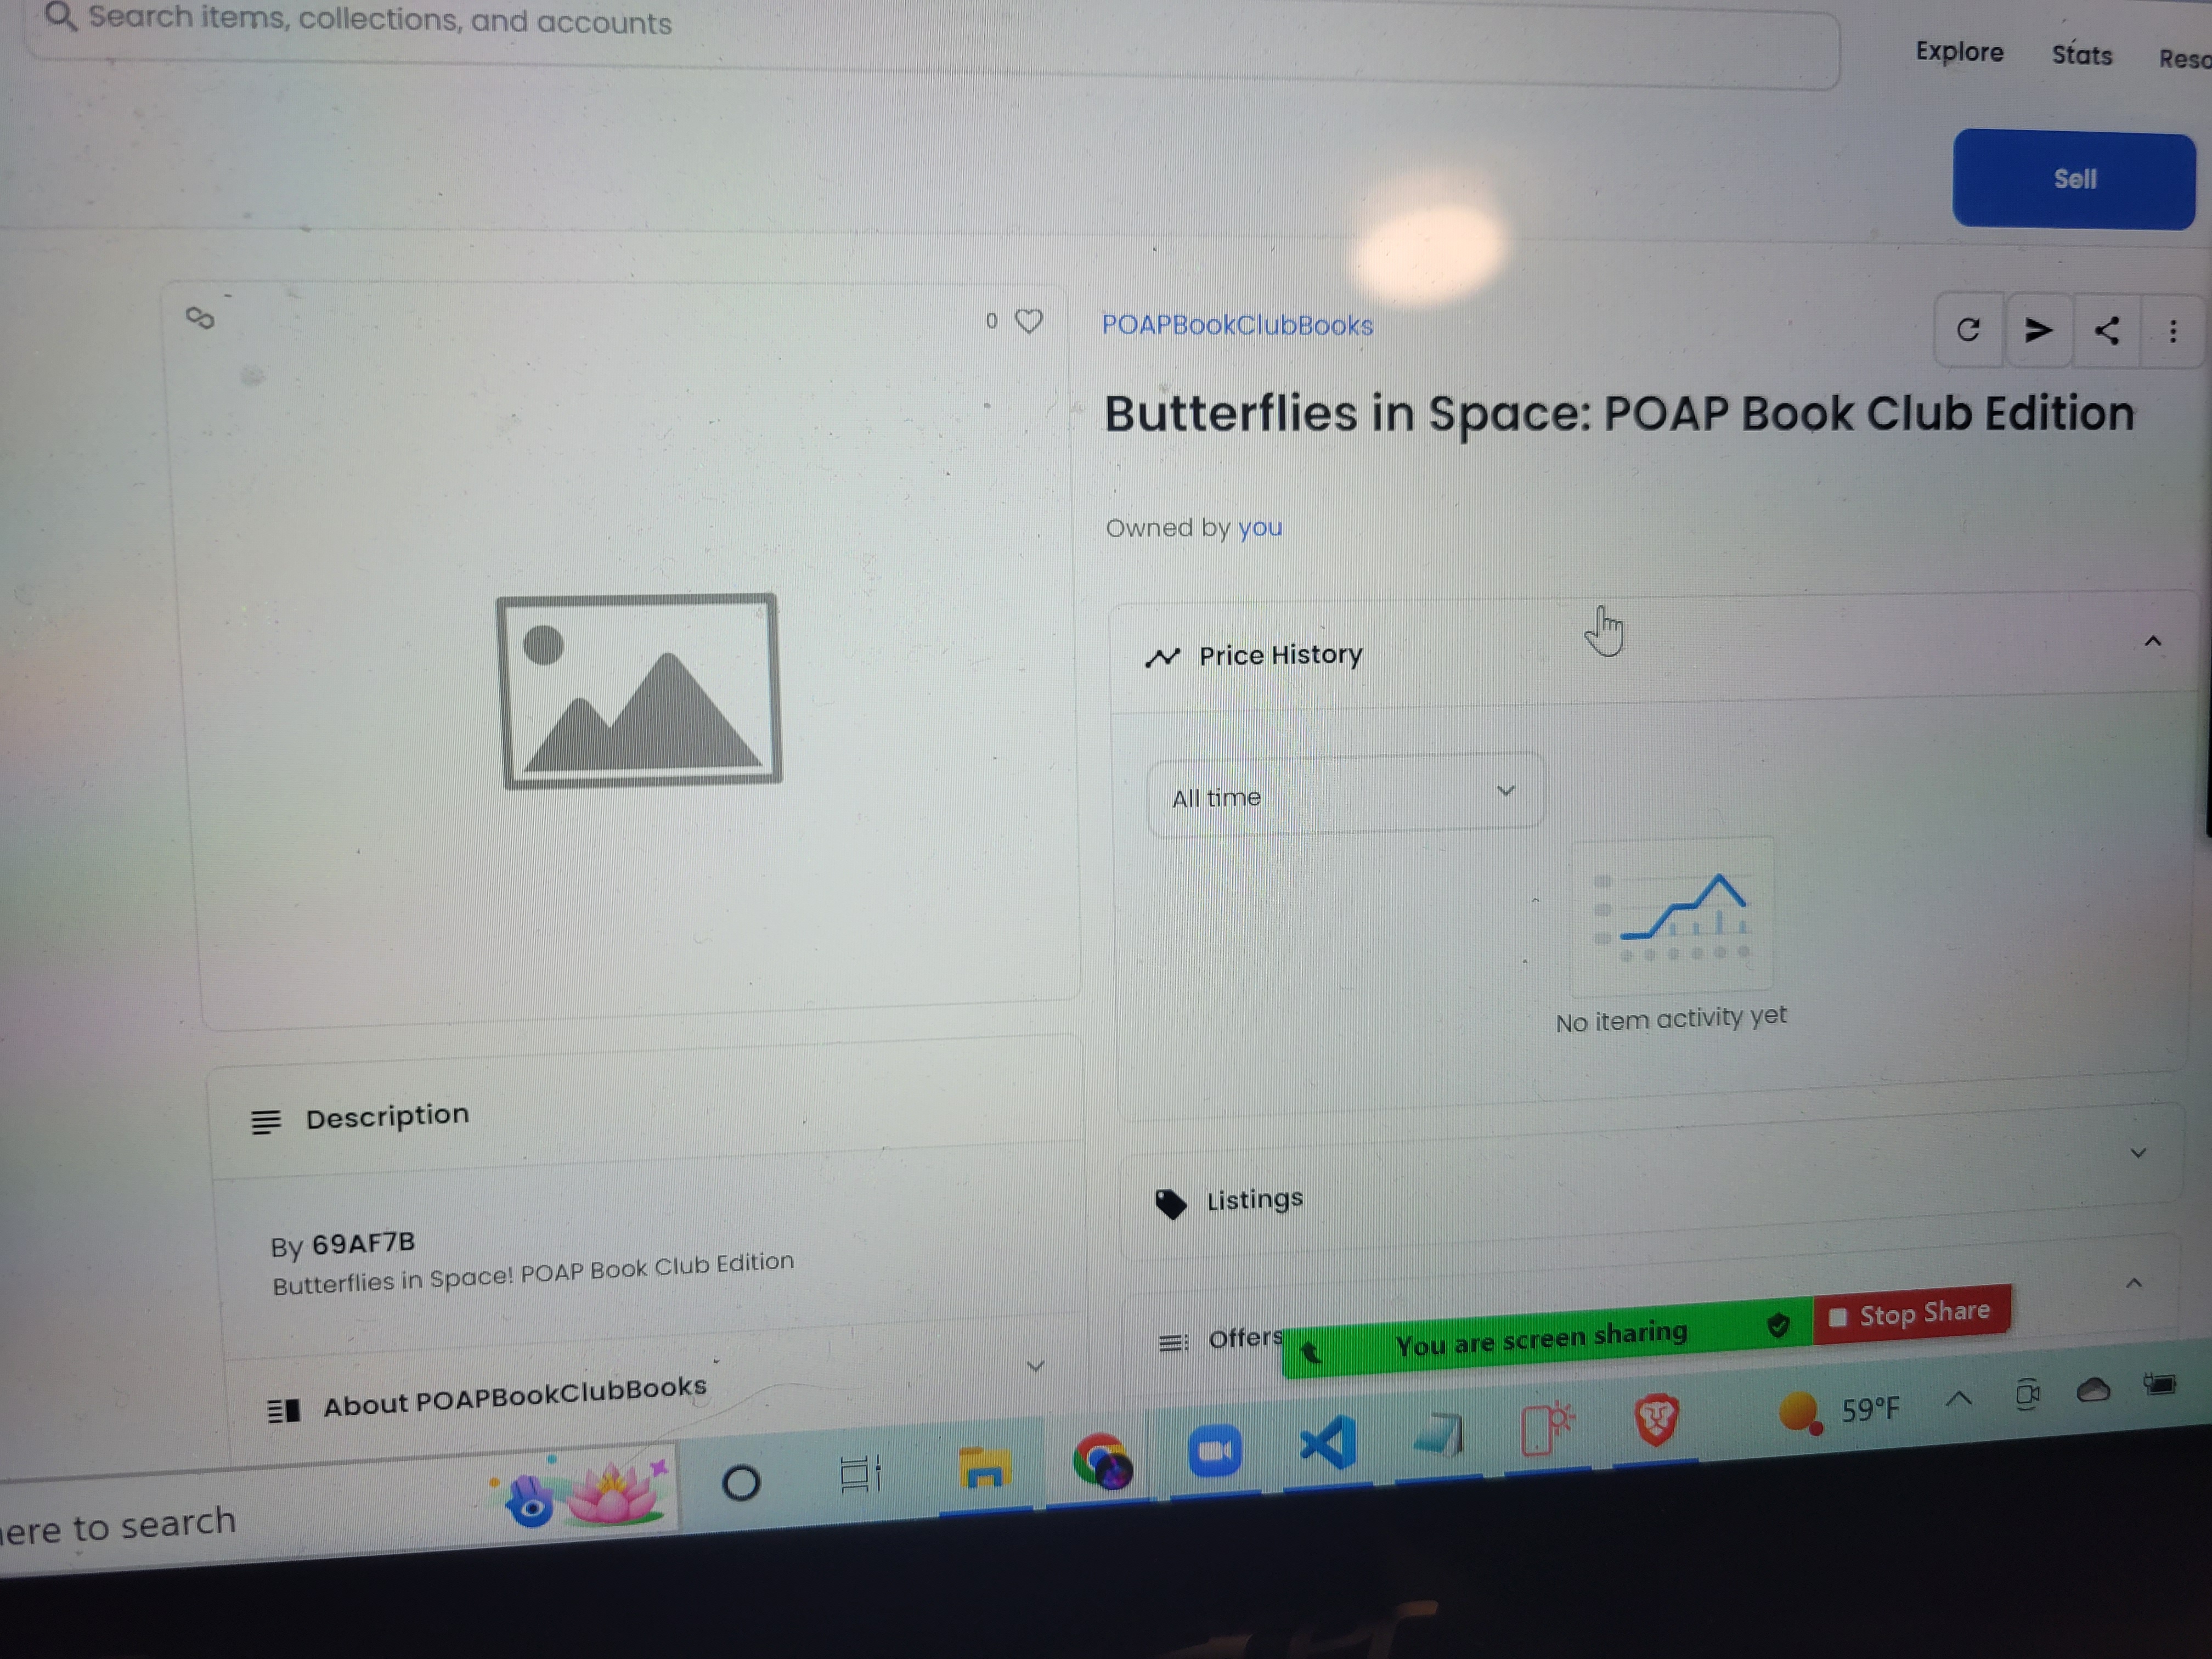 Search items, collections, and accounts
Explore Stats
Sell
0
POAPBookClubBooks
Butterflies in Space: POAP Book Club Edition
Owned by you
Price History
All time
No item activity yet
Description
By 69AF7B
Butterflies in Space! POAP Book Club Edition
About POAPBookClubBooks
Listings
Offers
You are screen sharing
Stop Share
59°F
here to search